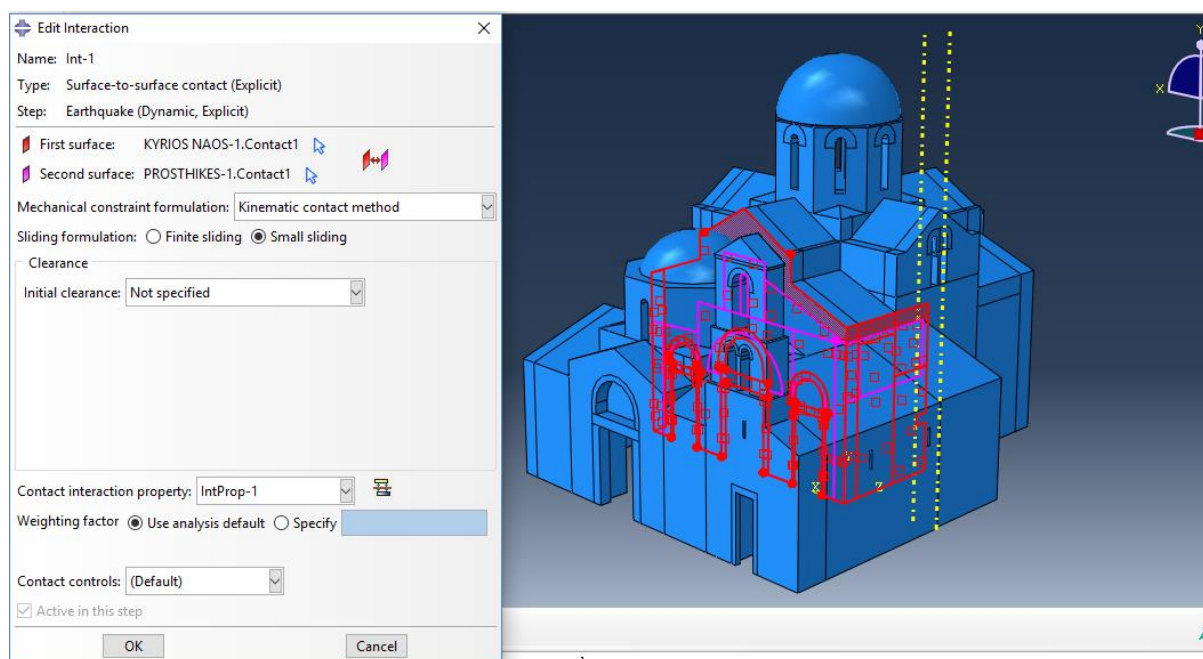 Edit Interaction
Name: Int-1
Type: Surface-to-surface contact (Explicit)
Step: Earthquake (Dynamic, Explicit)
First surface: KYRIOS NAOS-1.Contact1
Second surface: PROSTHIKES-1.Contact1
Mechanical constraint formulation: Kinematic contact method
Sliding formulation: Finite sliding Small sliding
Clearance
Initial clearance: Not specified
Contact interaction property: IntProp-1
Weighting factor Use analysis default Specify
Contact controls: (Default)
Active in this step
OK Cancel
Y
X
X Z